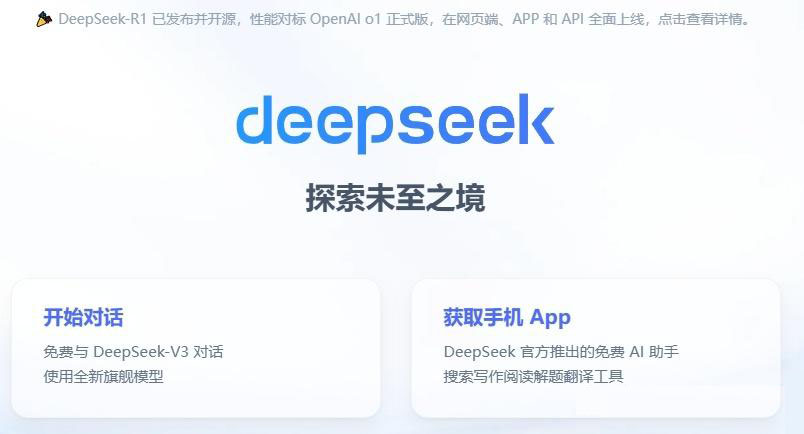 DeepSeek-R1 已发布并开源，性能对标 OpenAI o1 正式版，在网页端、APP 和 API 全面上线，点击查看详情。
deepseek
探索未至之境
开始对话
免费与 DeepSeek-V3 对话
使用全新旗舰模型
获取手机 App
DeepSeek 官方推出的免费 AI 助手
搜索写作阅读解题翻译工具